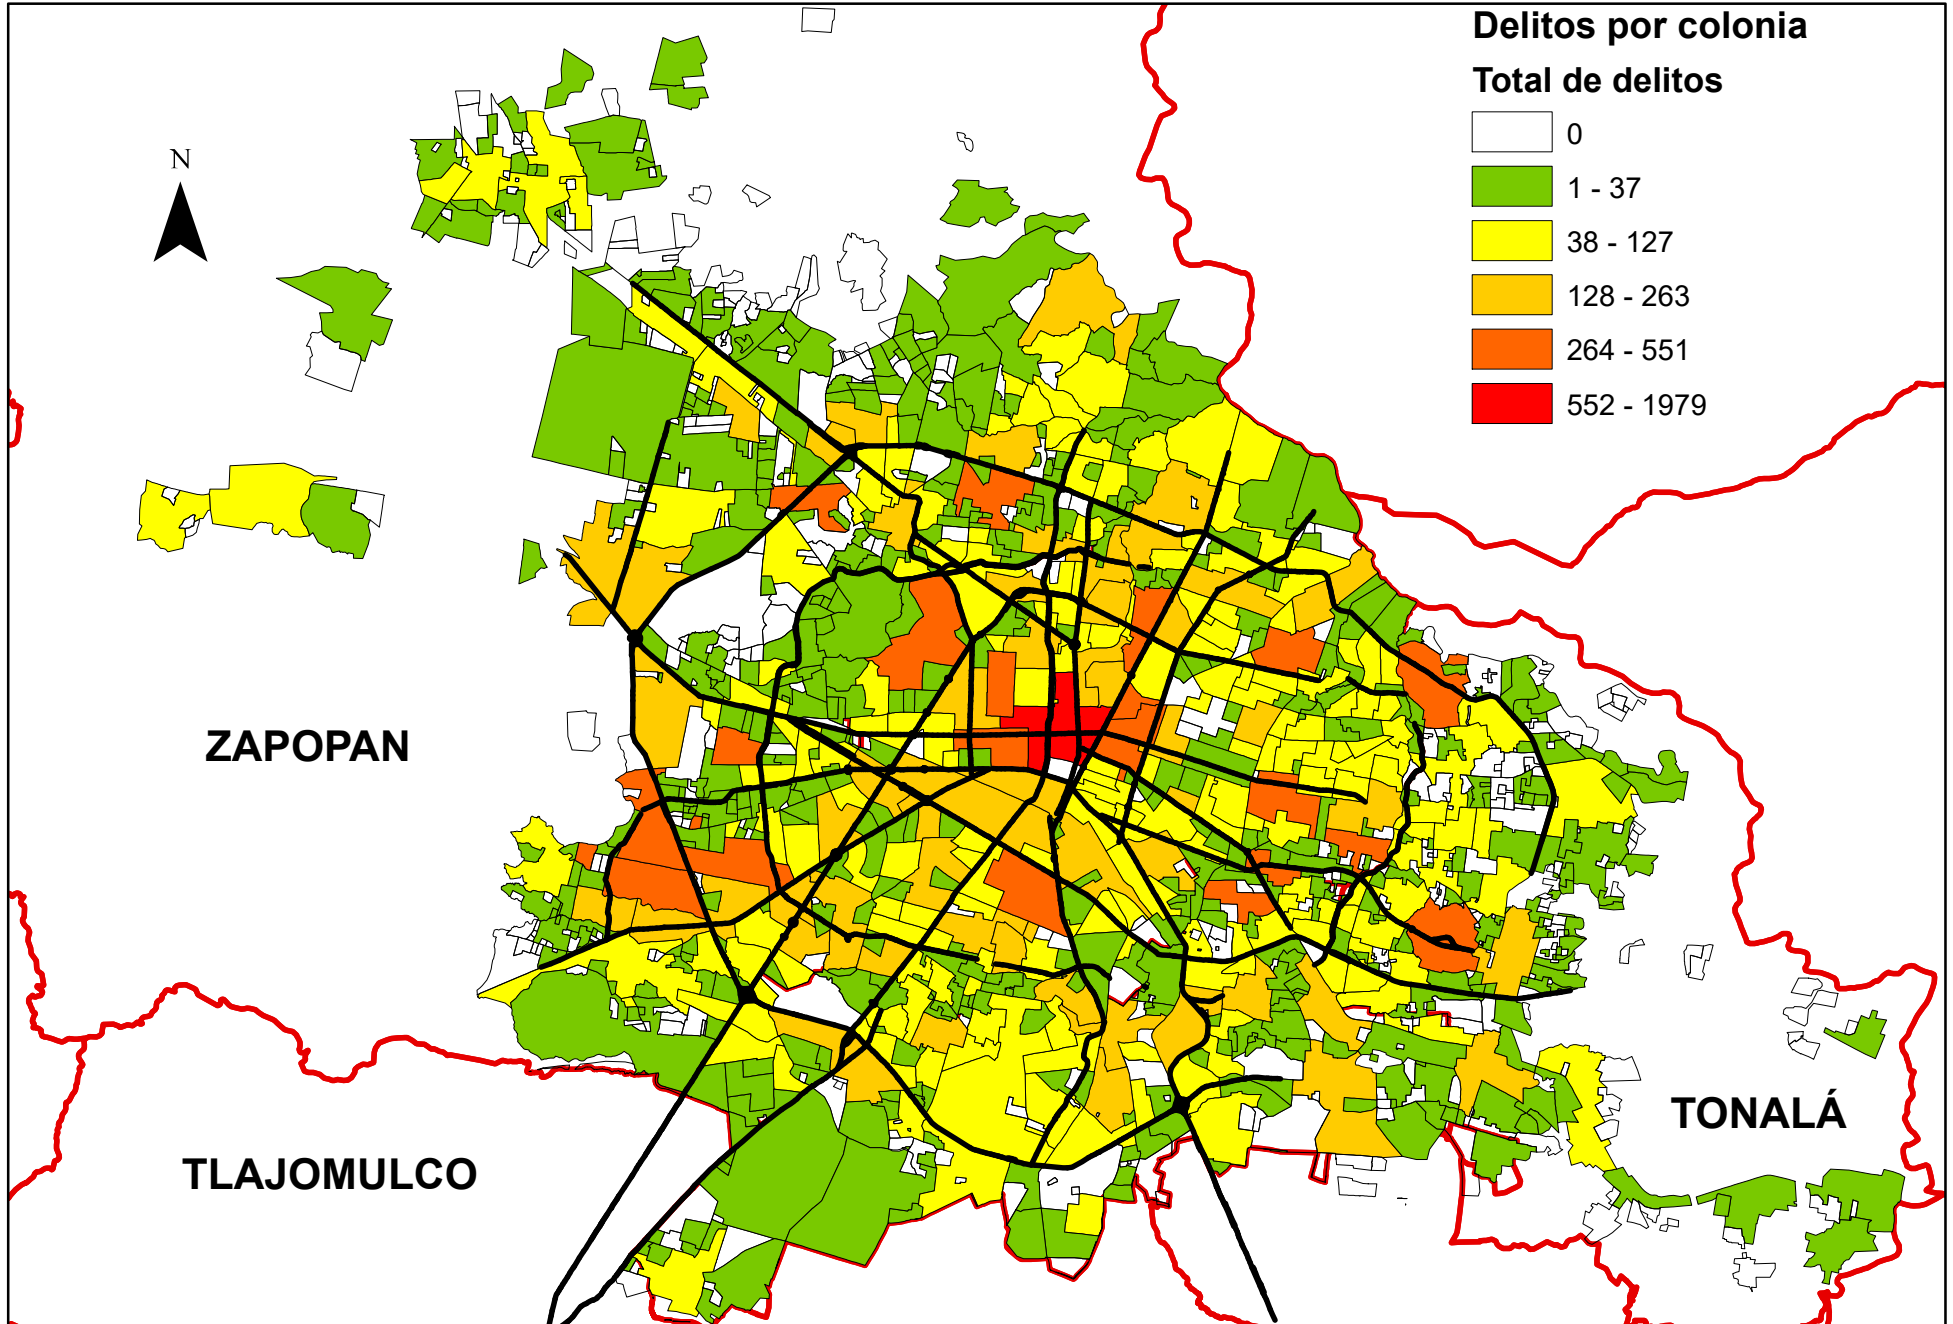 Delitos por colonia
Total de delitos
0
1 - 37
38 - 127
128 - 263
264 - 551
552 - 1979
N
ZAPOPAN
TONALÁ
TLAJOMULCO